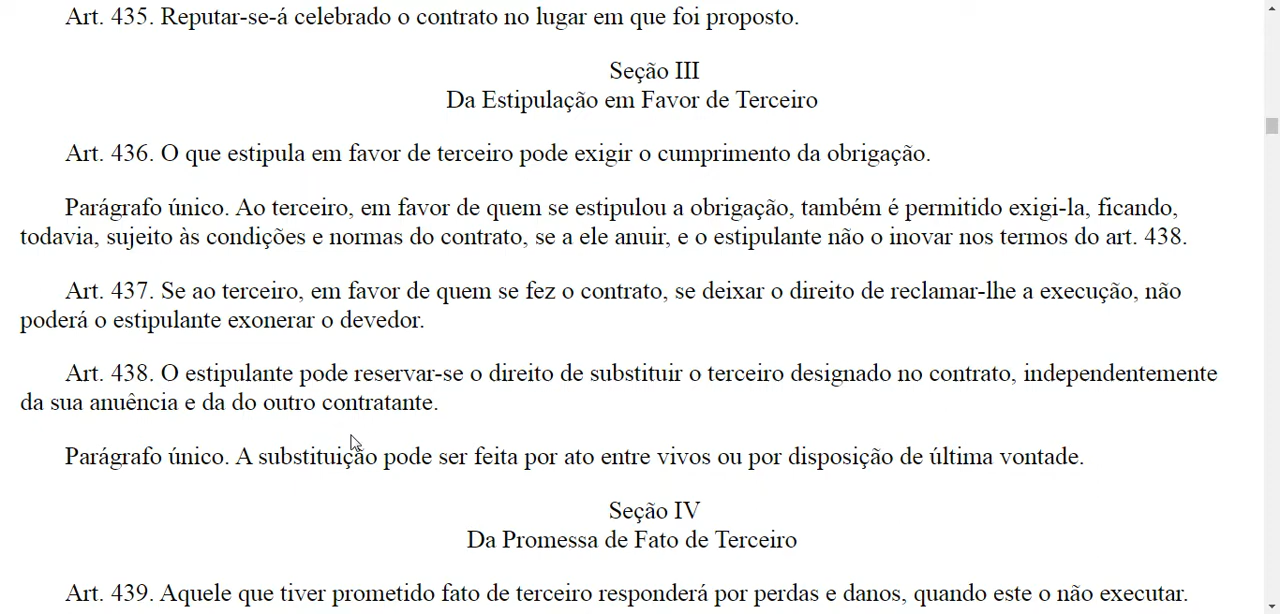 Art. 435. Reputar-se-á celebrado o contrato no lugar em que foi proposto.
Seção III
Da Estipulação em Favor de Terceiro
Art. 436. O que estipula em favor de terceiro pode exigir o cumprimento da obrigação.
Parágrafo único. Ao terceiro, em favor de quem se estipulou a obrigação, também é permitido exigi-la, ficando,
todavia, sujeito às condições e normas do contrato, se a ele anuir, e o estipulante não o inovar nos termos do art. 438.
Art. 437. Se ao terceiro, em favor de quem se fez o contrato, se deixar o direito de reclamar-lhe a execução, não
poderá o estipulante exonerar o devedor.
Art. 438. O estipulante pode reservar-se o direito de substituir o terceiro designado no contrato, independentemente
da sua anuência e da do outro contratante.
Parágrafo único. A substituição pode ser feita por ato entre vivos ou por disposição de última vontade.
Seção IV
Da Promessa de Fato de Terceiro
Art. 439. Aquele que tiver prometido fato de terceiro responderá por perdas e danos, quando este o não executar.